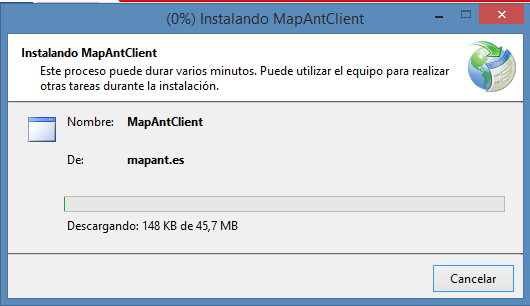 (0%) Instalando MapAntClient
Instalando MapAntClient
Este proceso puede durar varios minutos. Puede utilizar el equipo para realizar
otras tareas durante la instalación.
Nombre: MapAntClient
De: mapant.es
Descargando: 148 KB de 45,7 MB
Cancelar